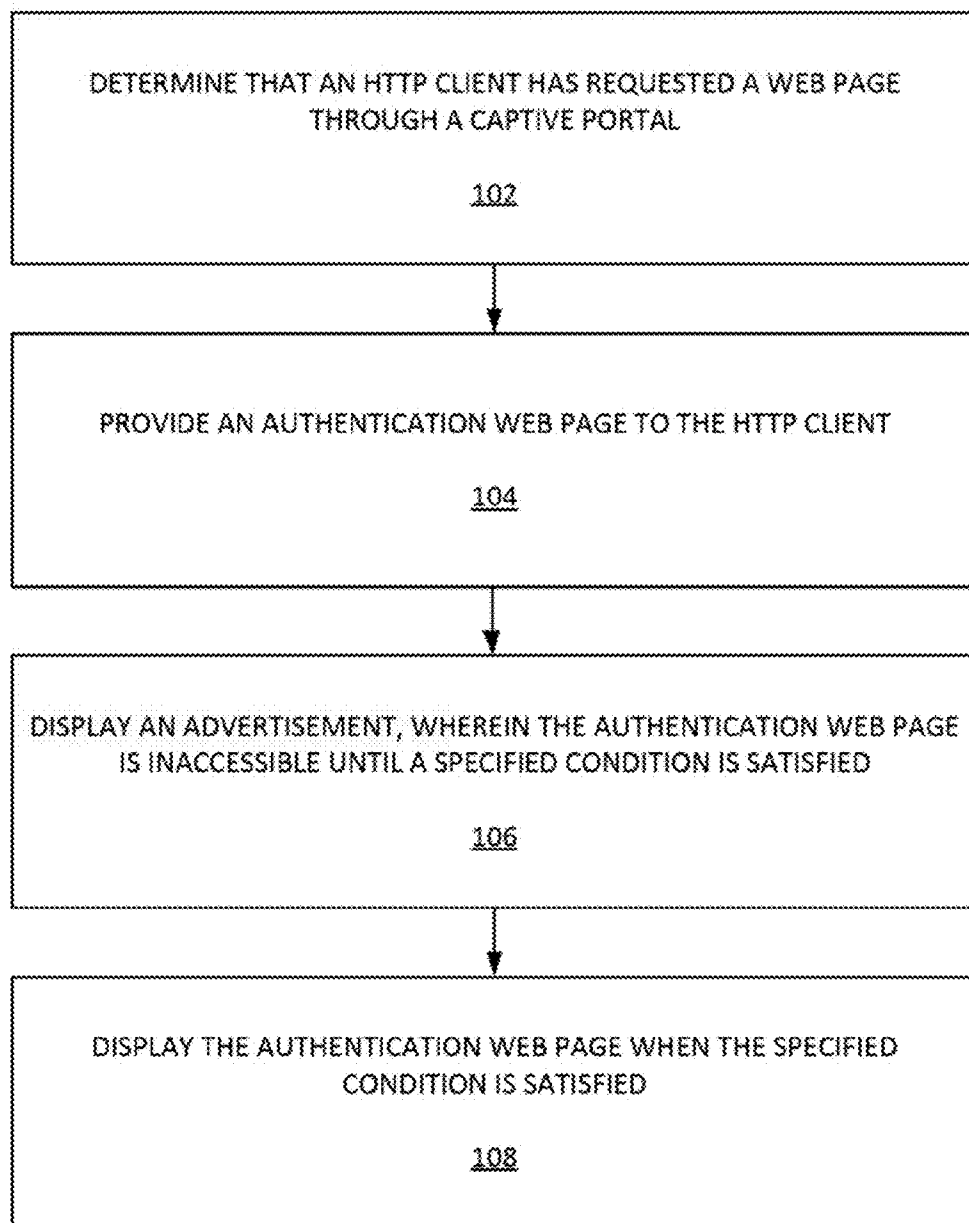 DETERMINE THAT AN HTTP CLIENT HAS REQUESTED A WEB PAGE
THROUGH A CAPTIVE PORTAL
102
PROVIDE AN AUTHENTICATION WEB PAGE TO THE HTTP CLIENT
104
DISPLAY AN ADVERTISEMENT, WHEREIN THE AUTHENTICATION WEB PAGE
IS INACCESSIBLE UNTIL A SPECIFIED CONDITION IS SATISFIED
106
DISPLAY THE AUTHENTICATION WEB PAGE WHEN THE SPECIFIED
CONDITION IS SATISFIED
108